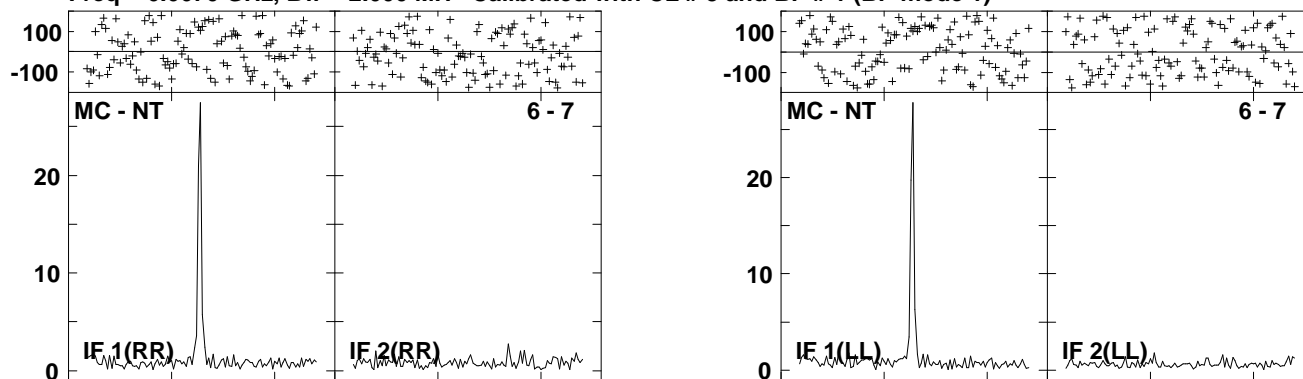 100
-100
MC - NT
6 - 7
20
10
0
IF 1(RR)
IF 2(RR)
100
-100
MC - NT
6 - 7
20
10
0
IF 1(LL)
IF 2(LL)